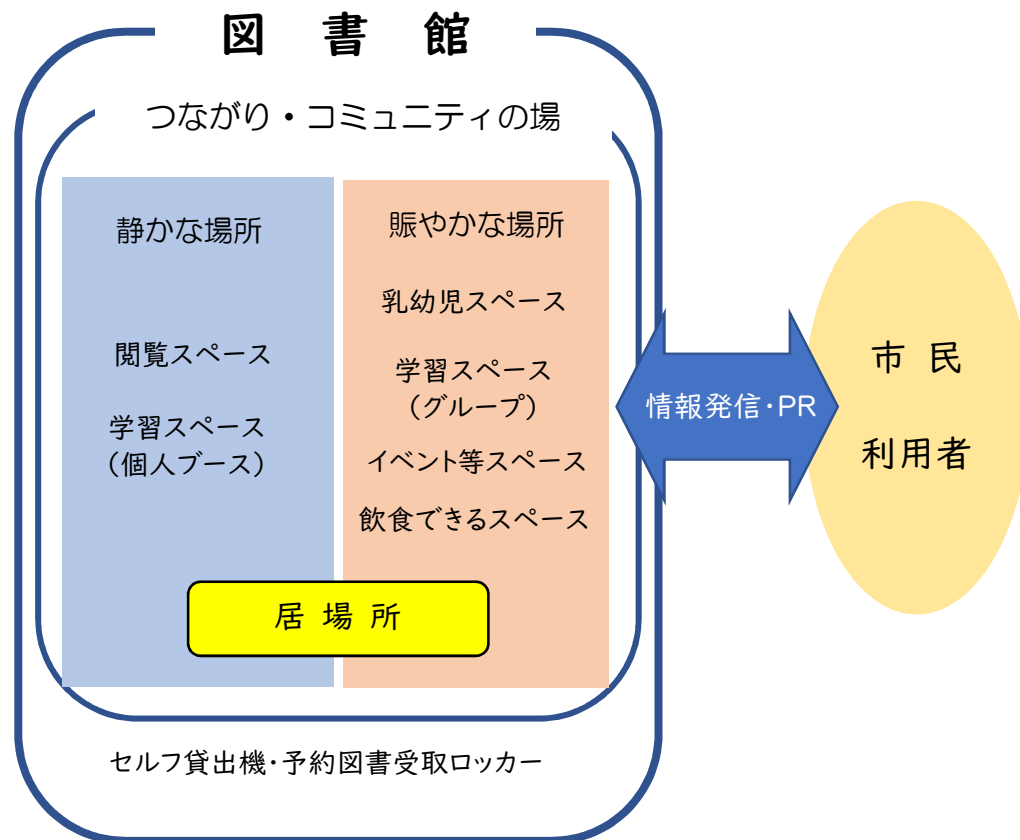 図 書 館
つながり・コミュニティの場
静かな場所
閲覧スペース
学習スペース
(個人ブース)
賑やかな場所
乳幼児スペース
学習スペース
(グループ)
イベント等スペース
飲食できるスペース
居 場 所
セルフ貸出機・予約図書受取ロッカー
情報発信・PR
市 民
利用者